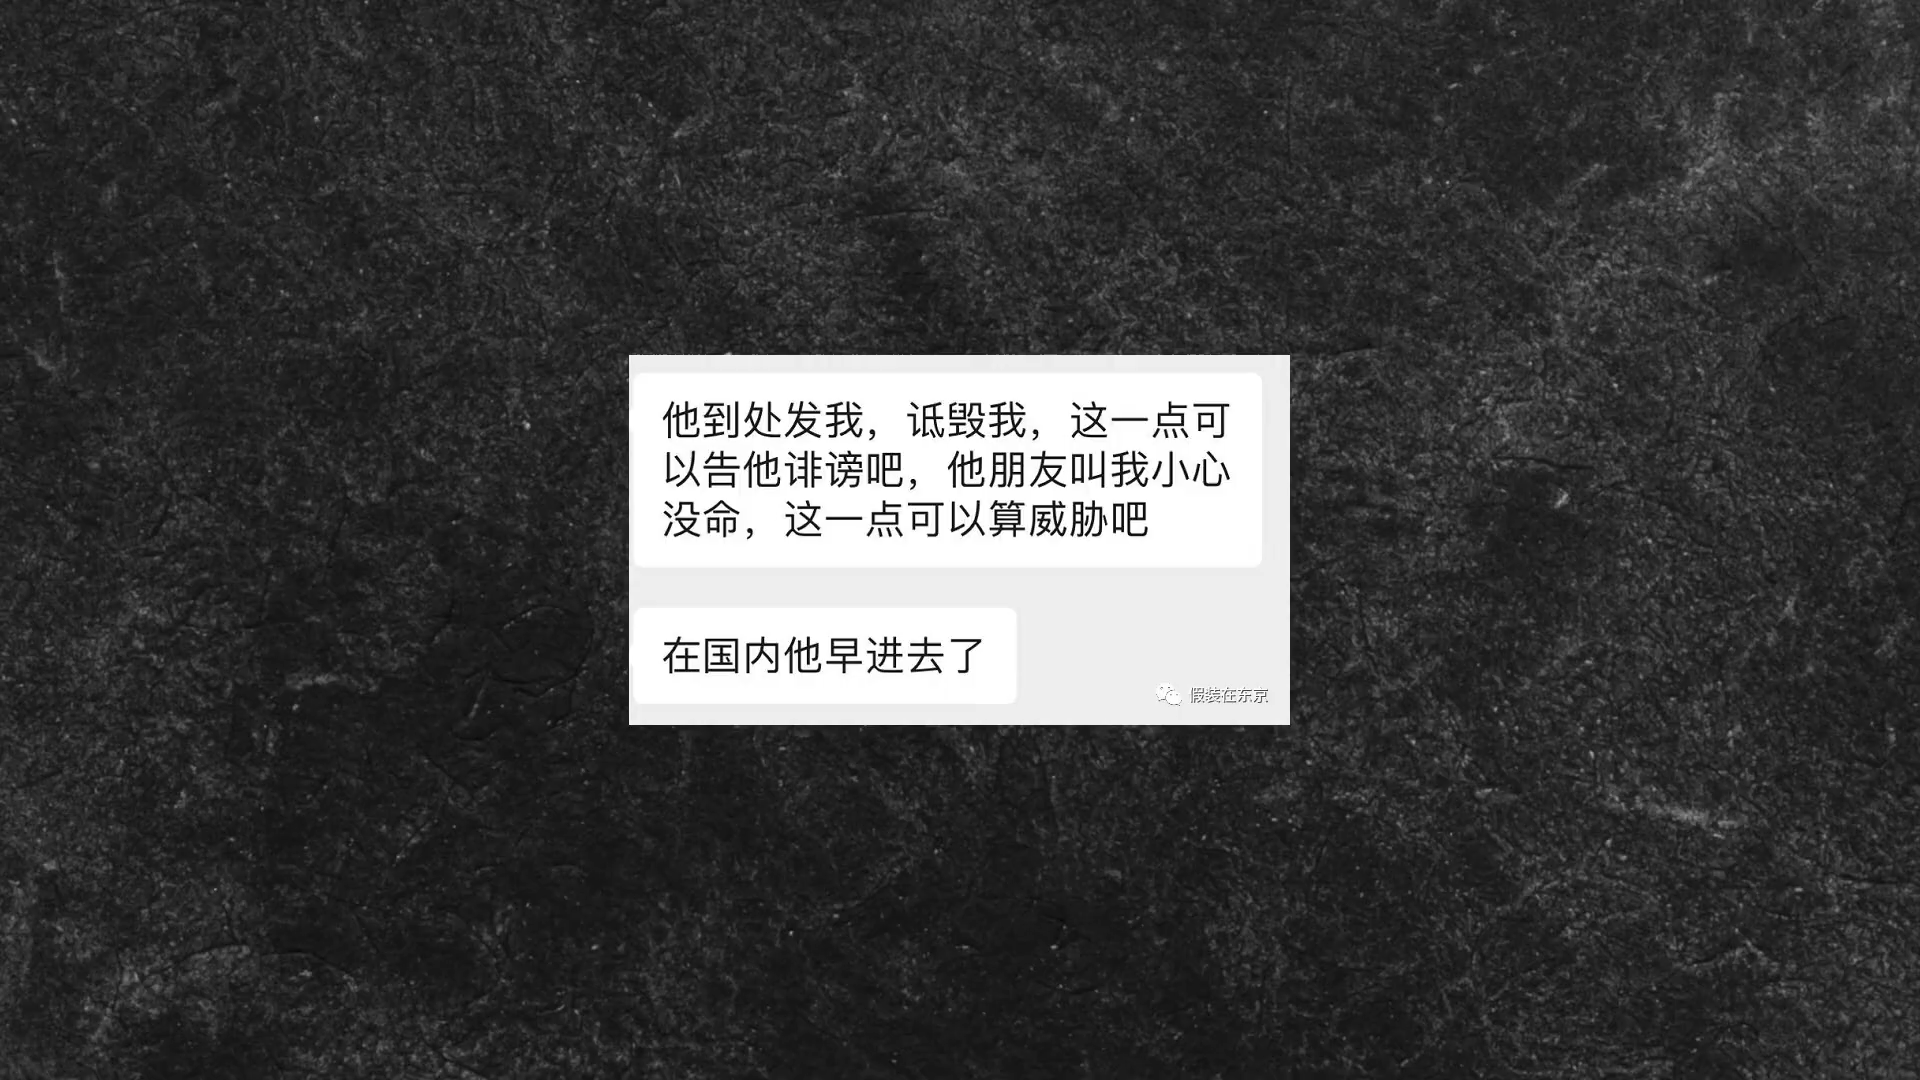 他到处发我，诋毁我，这一点可
以告他诽谤吧，他朋友叫我小心
没命，这一点可以算威胁吧
在国内他早进去了
假装在东京